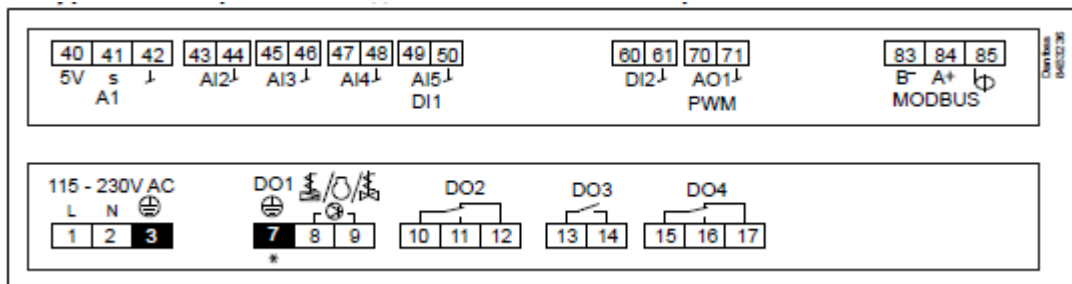 40 41 42 43 44 45 46 47 48 49 50 60 61 70 71 83 84 85
5V s AI2 AI3 AI4 AI5 DI2 AO1 B- A+
A1 DI1 PWM MODBUS
Danfoss
84B3236
115 - 230V AC DO1 DO2 DO3 DO4
L N
1 2 3 7 8 9 10 11 12 13 14 15 16 17
*